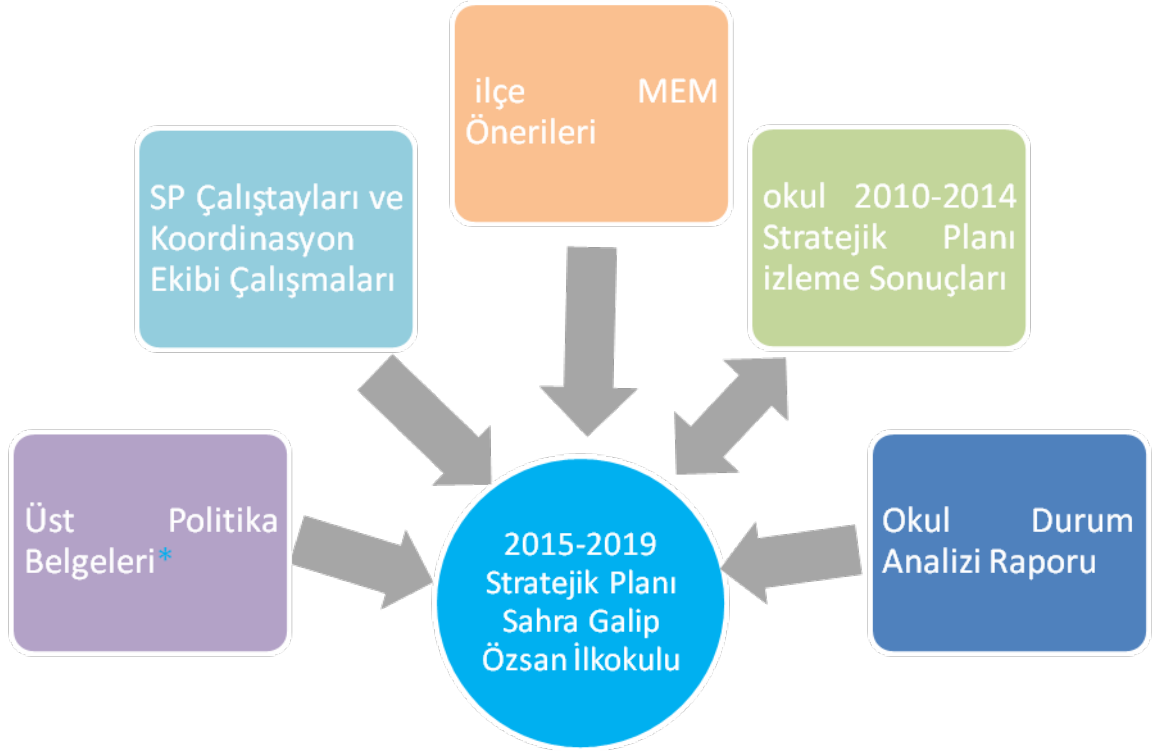 ilçe MEM
Önerileri
SP Çalıştayları ve
Koordinasyon
Ekibi Çalışmaları
okul 2010-2014
Stratejik Planı
izleme Sonuçları
Üst Politika
Belgeleri*
Okul Durum
Analizi Raporu
2015-2019
Stratejik Planı
Sahra Galip
Özsan İlkokulu